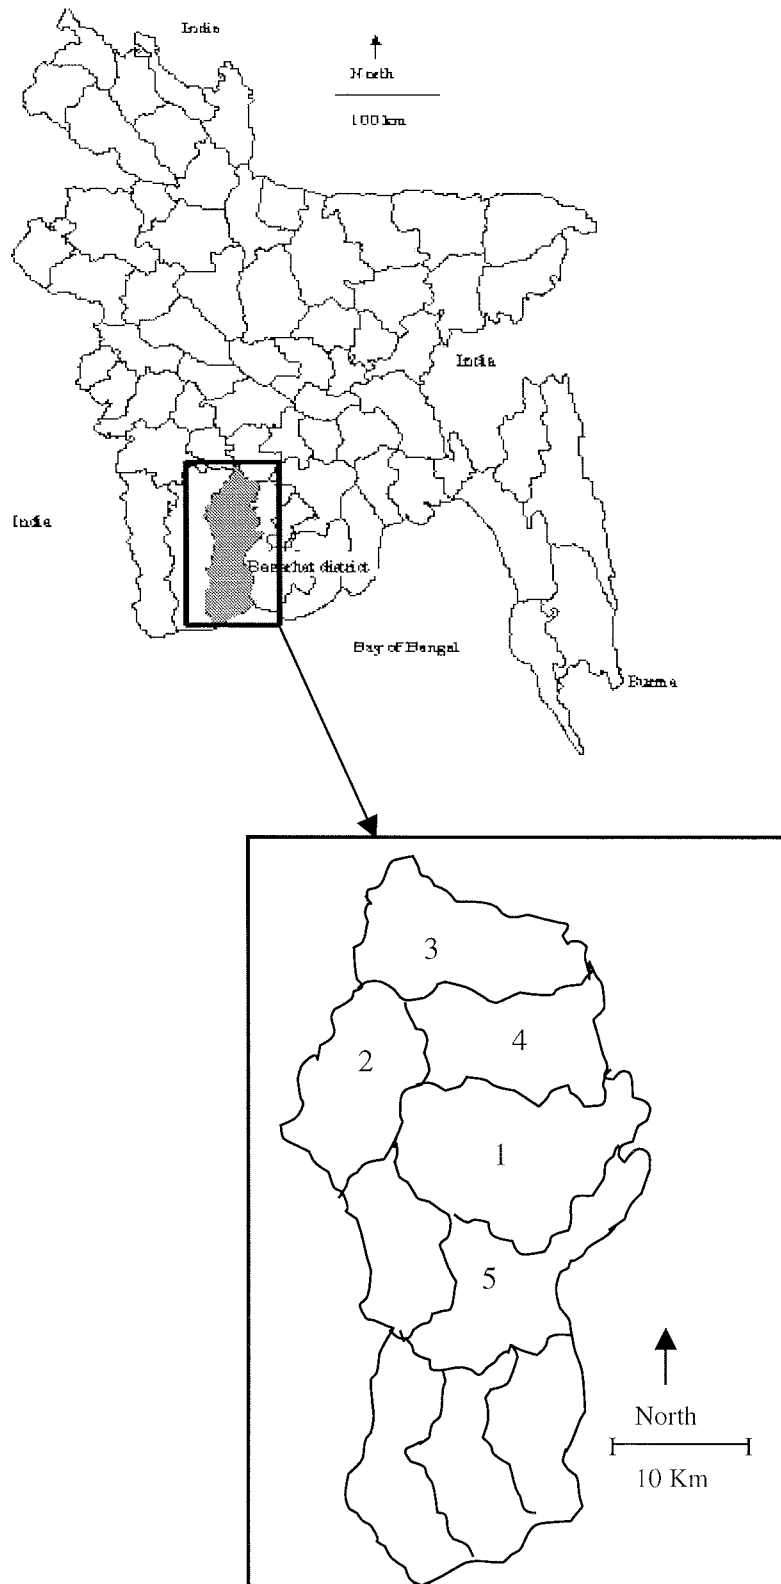 India
North
100 km
India
India
Bagerhat district
Bay of Bengal
Burma
3
4
2
1
5
North
10 Km